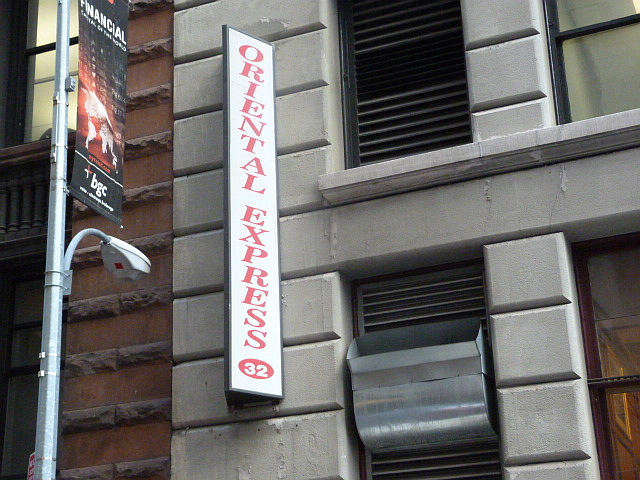 FINANCIAL
bgc
ORIENTAL EXPRESS
32